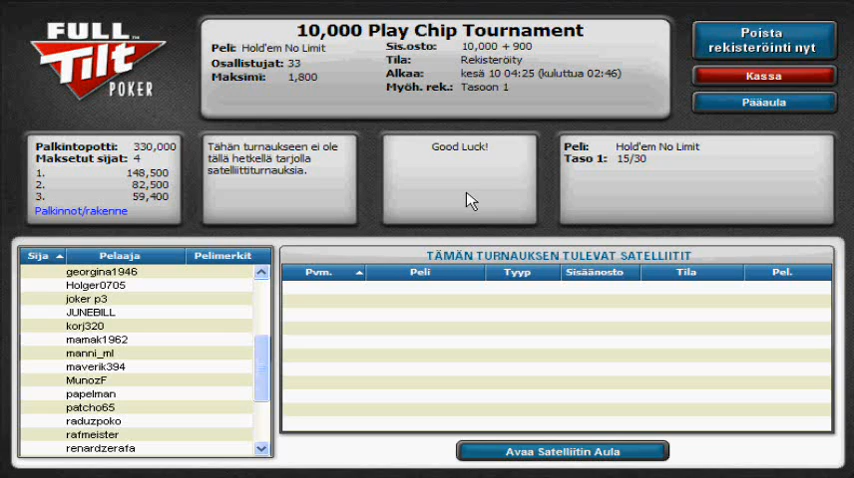 FULL
Tilt
POKER
10,000 Play Chip Tournament
Peli: Hold'em No Limit
Osallistujat: 33
Maksimi: 1,800
Sis.osto: 10,000 + 900
Tila: Rekisteröity
Alkaa: kesä 10 04:25 (kuluttua 02:46)
Myöh. rek.: Tasoon 1
Poista
rekisteröinti nyt
Kassa
Pääaula
Palkintopotti: 330,000
Maksetut sijat: 4
1. 148,500
2. 82,500
3. 59,400
Palkinnot/rakenne
Tähän turnaukseen ei ole
tällä hetkellä tarjolla
satelliittiturnauksia.
Good Luck!
Peli: Hold'em No Limit
Taso 1: 15/30
Sija Pelaaja Pelimerkit
georgina1946
Holger0705
joker p3
JUNEBILL
korj320
mamak1962
manni_ml
maverik394
MunozF
papelman
patcho65
raduzpoko
rafmeister
renardzerafa
TÄMÄN TURNAUKSEN TULEVAT SATELLIITIT
Pvm. Peli Tyyp Sisäänosto Tila Pel.
Avaa Satelliitin Aula